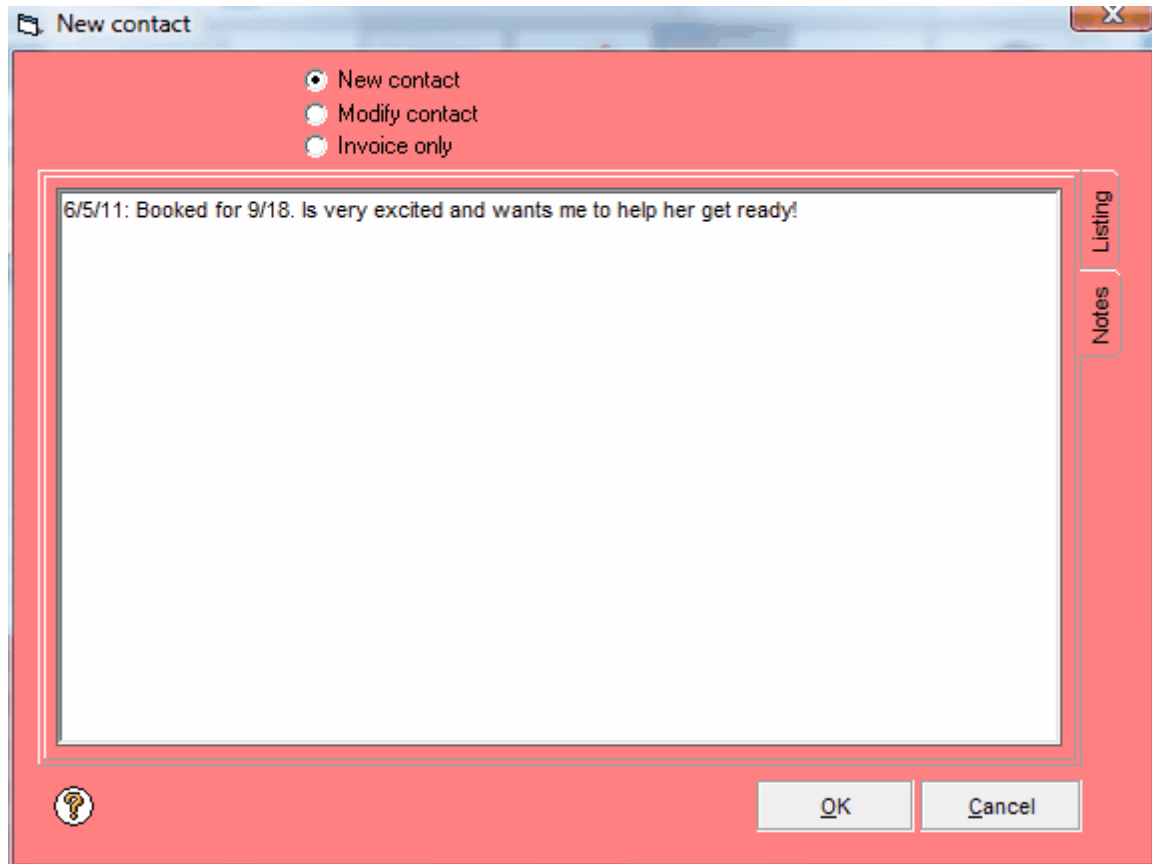 New contact
New contact
Modify contact
Invoice only
6/5/11: Booked for 9/18. Is very excited and wants me to help her get ready!
Listing
Notes
OK
Cancel